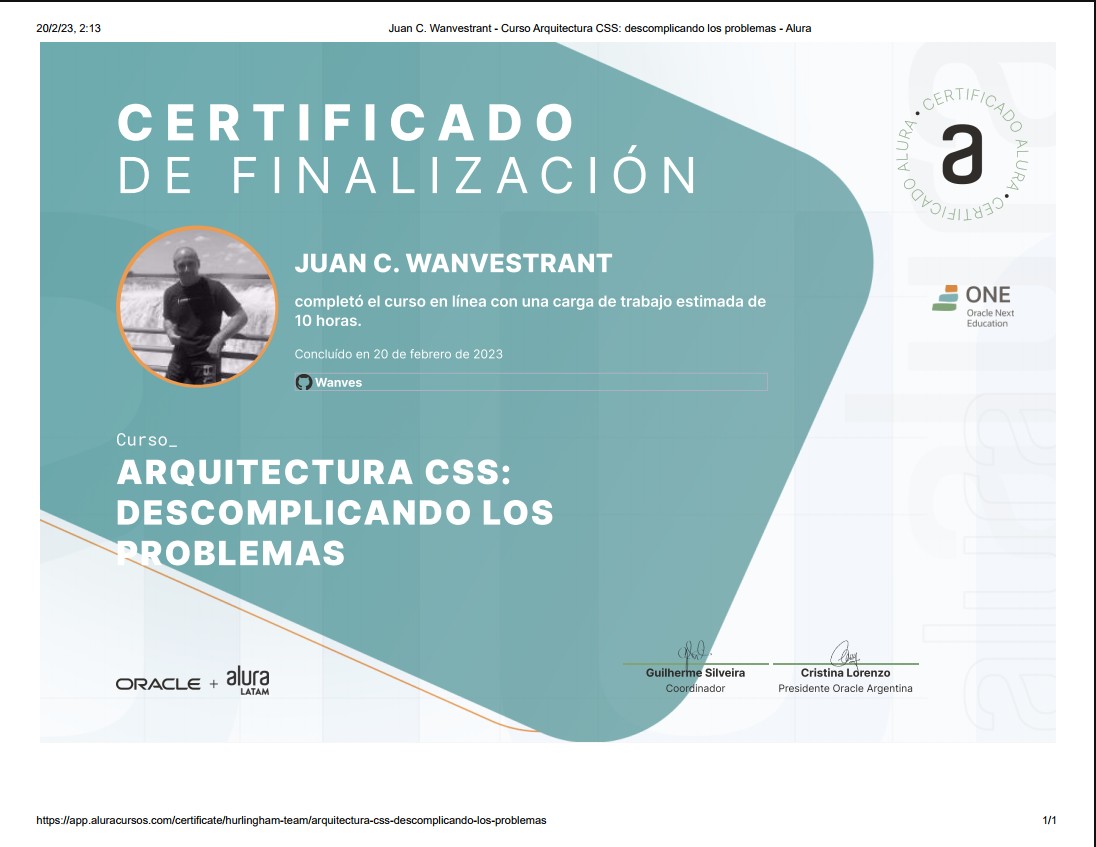 20/2/23, 2:13
Juan C. Wanvestrant - Curso Arquitectura CSS: descomplicando los problemas - Alura
CERTIFICADO
DE FINALIZACIÓN
CERTIFICADO ALURA • CERTIFICADO ALURA •
a
JUAN C. WANVESTRANT
completó el curso en línea con una carga de trabajo estimada de
10 horas.
Concluído en 20 de febrero de 2023
Wanves
ONE
Oracle Next
Education
Curso_
ARQUITECTURA CSS:
DESCOMPLICANDO LOS
PROBLEMAS
ORACLE + alura
LATAM
Guilherme Silveira
Coordinador
Cristina Lorenzo
Presidente Oracle Argentina
alura
https://app.aluracursos.com/certificate/hurlingham-team/arquitectura-css-descomplicando-los-problemas
1/1